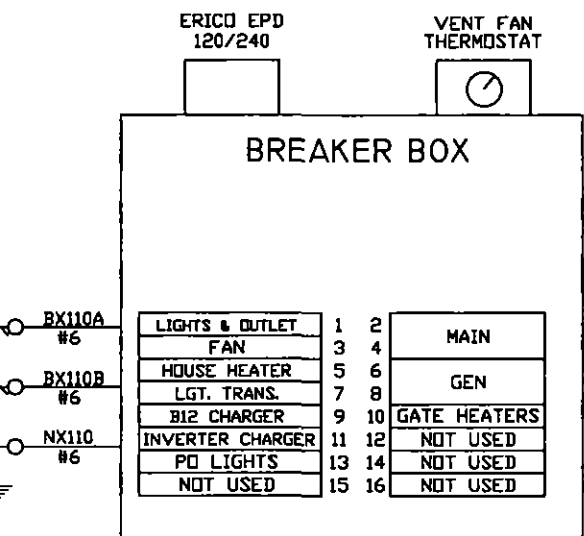 ERICO EPD
120/240
VENT FAN
THERMOSTAT
BREAKER BOX
BX110A
#6
BX110B
#6
NX110
#6
LIGHTS & OUTLET 1 2 MAIN
FAN 3 4
HOUSE HEATER 5 6 GEN
LGT. TRANS. 7 8
B12 CHARGER 9 10 GATE HEATERS
INVERTER CHARGER 11 12 NOT USED
PO LIGHTS 13 14 NOT USED
NOT USED 15 16 NOT USED